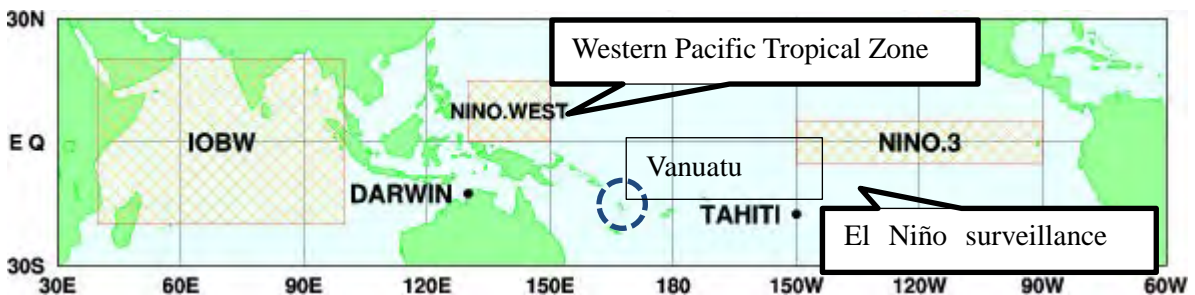 30N
Western Pacific Tropical Zone
NINO.WEST
E Q
IOBW
NINO.3
Vanuatu
DARWIN
TAHITI
El Niño surveillance
30S
30E 60E 90E 120E 150E 180 150W 120W 90W 60W